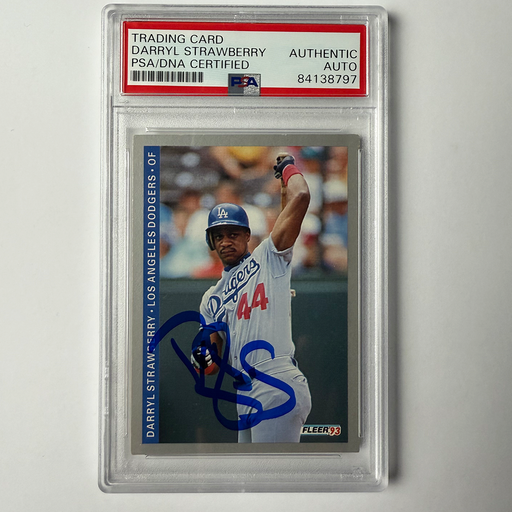 TRADING CARD
DARRYL STRAWBERRY
PSA/DNA CERTIFIED
AUTHENTIC
AUTO
84138797
PSA
DARRYL STRAWBERRY • LOS ANGELES DODGERS • OF
LA
Dodgers
44
FLEER 93